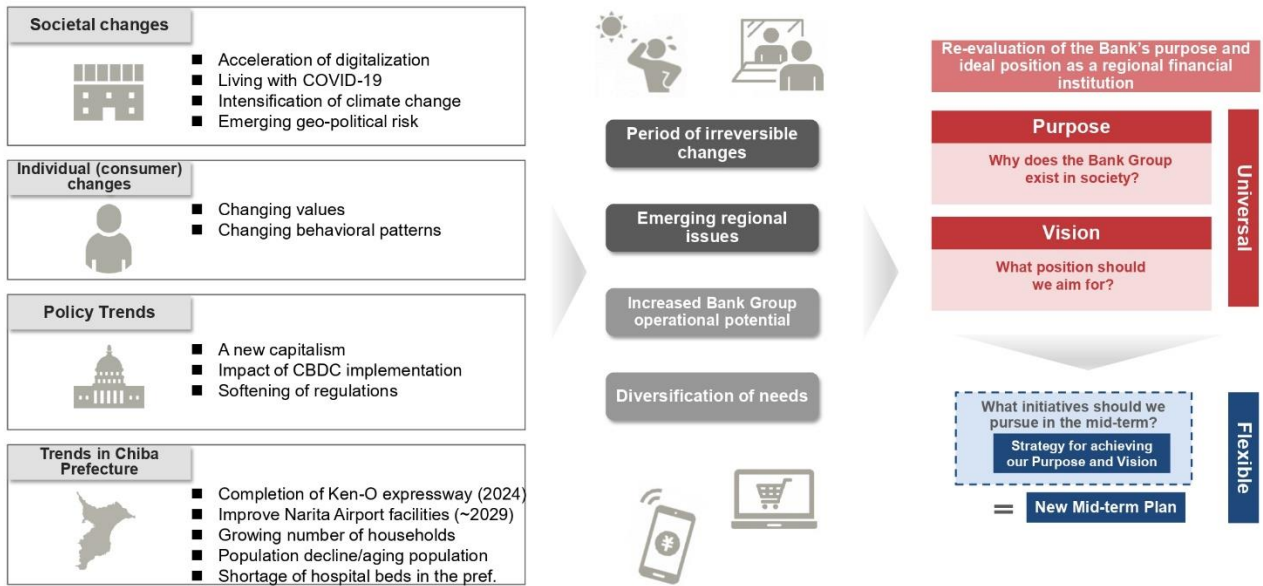 Societal changes
■ Acceleration of digitalization
■ Living with COVID-19
■ Intensification of climate change
■ Emerging geo-political risk
Individual (consumer)
changes
■ Changing values
■ Changing behavioral patterns
Policy Trends
■ A new capitalism
■ Impact of CBDC implementation
■ Softening of regulations
Trends in Chiba
Prefecture
■ Completion of Ken-O expressway (2024)
■ Improve Narita Airport facilities (~2029)
■ Growing number of households
■ Population decline/aging population
■ Shortage of hospital beds in the pref.
Period of irreversible
changes
Emerging regional
issues
Increased Bank Group
operational potential
Diversification of needs
¥
Re-evaluation of the Bank's purpose and
ideal position as a regional financial
institution
Purpose
Why does the Bank Group
exist in society?
Vision
What position should
we aim for?
Universal
What initiatives should we
pursue in the mid-term?
Strategy for achieving
our Purpose and Vision
= New Mid-term Plan
Flexible